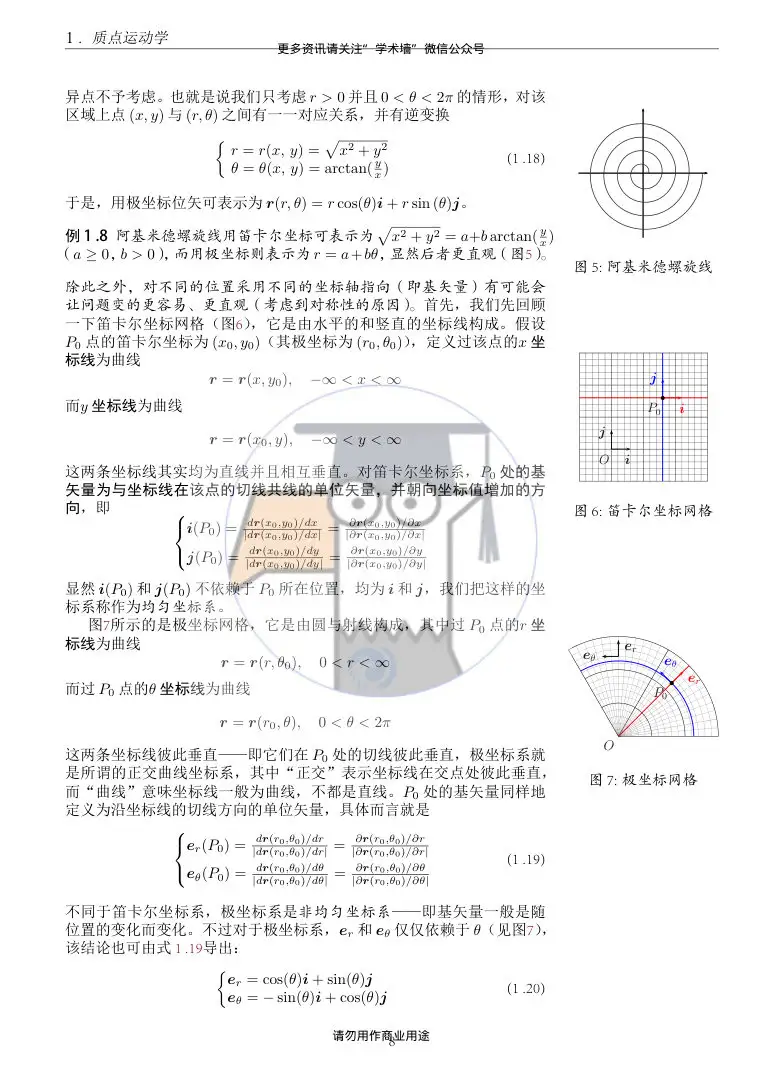 1 . 质点运动学
更多资讯请关注“学术墙”微信公众号
异点不予考虑。也就是说我们只考虑 r > 0 并且 0 < θ < 2π 的情形，对该
区域上点 (x, y) 与 (r, θ) 之间有一一对应关系，并有逆变换
{ r = r(x, y) = √(x² + y²)
θ = θ(x, y) = arctan(y/x)
(1 .18)
于是，用极坐标位矢可表示为 r(r, θ) = r cos(θ)i + r sin (θ)j。
例 1 .8 阿基米德螺旋线用笛卡尔坐标可表示为 √(x² + y²) = a+b arctan(y/x)
（a ≥ 0, b > 0），而用极坐标则表示为 r = a+bθ, 显然后者更直观（图5）。
图 5: 阿基米德螺旋线
除此之外，对不同的位置采用不同的坐标轴指向（即基矢量）有可能会
让问题变的更容易、更直观（考虑到对称性的原因）。首先，我们先回顾
一下笛卡尔坐标网格（图6），它是由水平的和竖直的坐标线构成。假设
P₀ 点的笛卡尔坐标为 (x₀, y₀)（其极坐标为 (r₀, θ₀)），定义过该点的x 坐
标线为曲线
r = r(x, y₀), −∞ < x < ∞
而y 坐标线为曲线
r = r(x₀, y), −∞ < y < ∞
j
P₀ i
j
O i
图 6: 笛卡尔坐标网格
这两条坐标线其实均为直线并且相互垂直。对笛卡尔坐标系，P₀ 处的基
矢量为与坐标线在该点的切线共线的单位矢量，并朝向坐标值增加的方
向，即
{ i(P₀) = dr(x₀,y₀)/dx / |dr(x₀,y₀)/dx| = ∂r(x₀,y₀)/∂x / |∂r(x₀,y₀)/∂x|
j(P₀) = dr(x₀,y₀)/dy / |dr(x₀,y₀)/dy| = ∂r(x₀,y₀)/∂y / |∂r(x₀,y₀)/∂y|
显然 i(P₀) 和 j(P₀) 不依赖于 P₀ 所在位置，均为 i 和 j，我们把这样的坐
标系称作为均匀坐标系。
图7所示的是极坐标网格，它是由圆与射线构成，其中过 P₀ 点的r 坐
标线为曲线
r = r(r, θ₀), 0 < r < ∞
而过 P₀ 点的θ 坐标线为曲线
r = r(r₀, θ), 0 < θ < 2π
e_θ e_r
e_θ
e_r
P₀
O
图 7: 极坐标网格
这两条坐标线彼此垂直——即它们在 P₀ 处的切线彼此垂直，极坐标系就
是所谓的正交曲线坐标系，其中“正交”表示坐标线在交点处彼此垂直，
而“曲线”意味坐标线一般为曲线，不都是直线。P₀ 处的基矢量同样地
定义为沿坐标线的切线方向的单位矢量，具体而言就是
{ e_r(P₀) = dr(r₀,θ₀)/dr / |dr(r₀,θ₀)/dr| = ∂r(r₀,θ₀)/∂r / |∂r(r₀,θ₀)/∂r|
e_θ(P₀) = dr(r₀,θ₀)/dθ / |dr(r₀,θ₀)/dθ| = ∂r(r₀,θ₀)/∂θ / |∂r(r₀,θ₀)/∂θ|
(1 .19)
不同于笛卡尔坐标系，极坐标系是非均匀坐标系——即基矢量一般是随
位置的变化而变化。不过对于极坐标系，e_r 和 e_θ 仅仅依赖于 θ（见图7），
该结论也可由式 1 .19导出：
{ e_r = cos(θ)i + sin(θ)j
e_θ = − sin(θ)i + cos(θ)j
(1 .20)
请勿用作商业用途
8